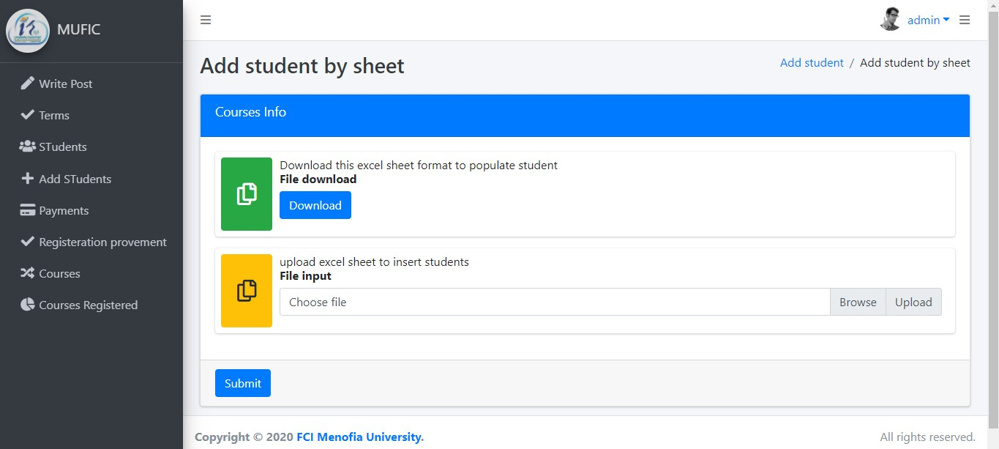 MUFIC
Write Post
Terms
STudents
Add STudents
Payments
Registeration provement
Courses
Courses Registered
admin
Add student by sheet
Add student / Add student by sheet
Courses Info
Download this excel sheet format to populate student
File download
Download
upload excel sheet to insert students
File input
Choose file Browse Upload
Submit
Copyright © 2020 FCI Menofia University. All rights reserved.